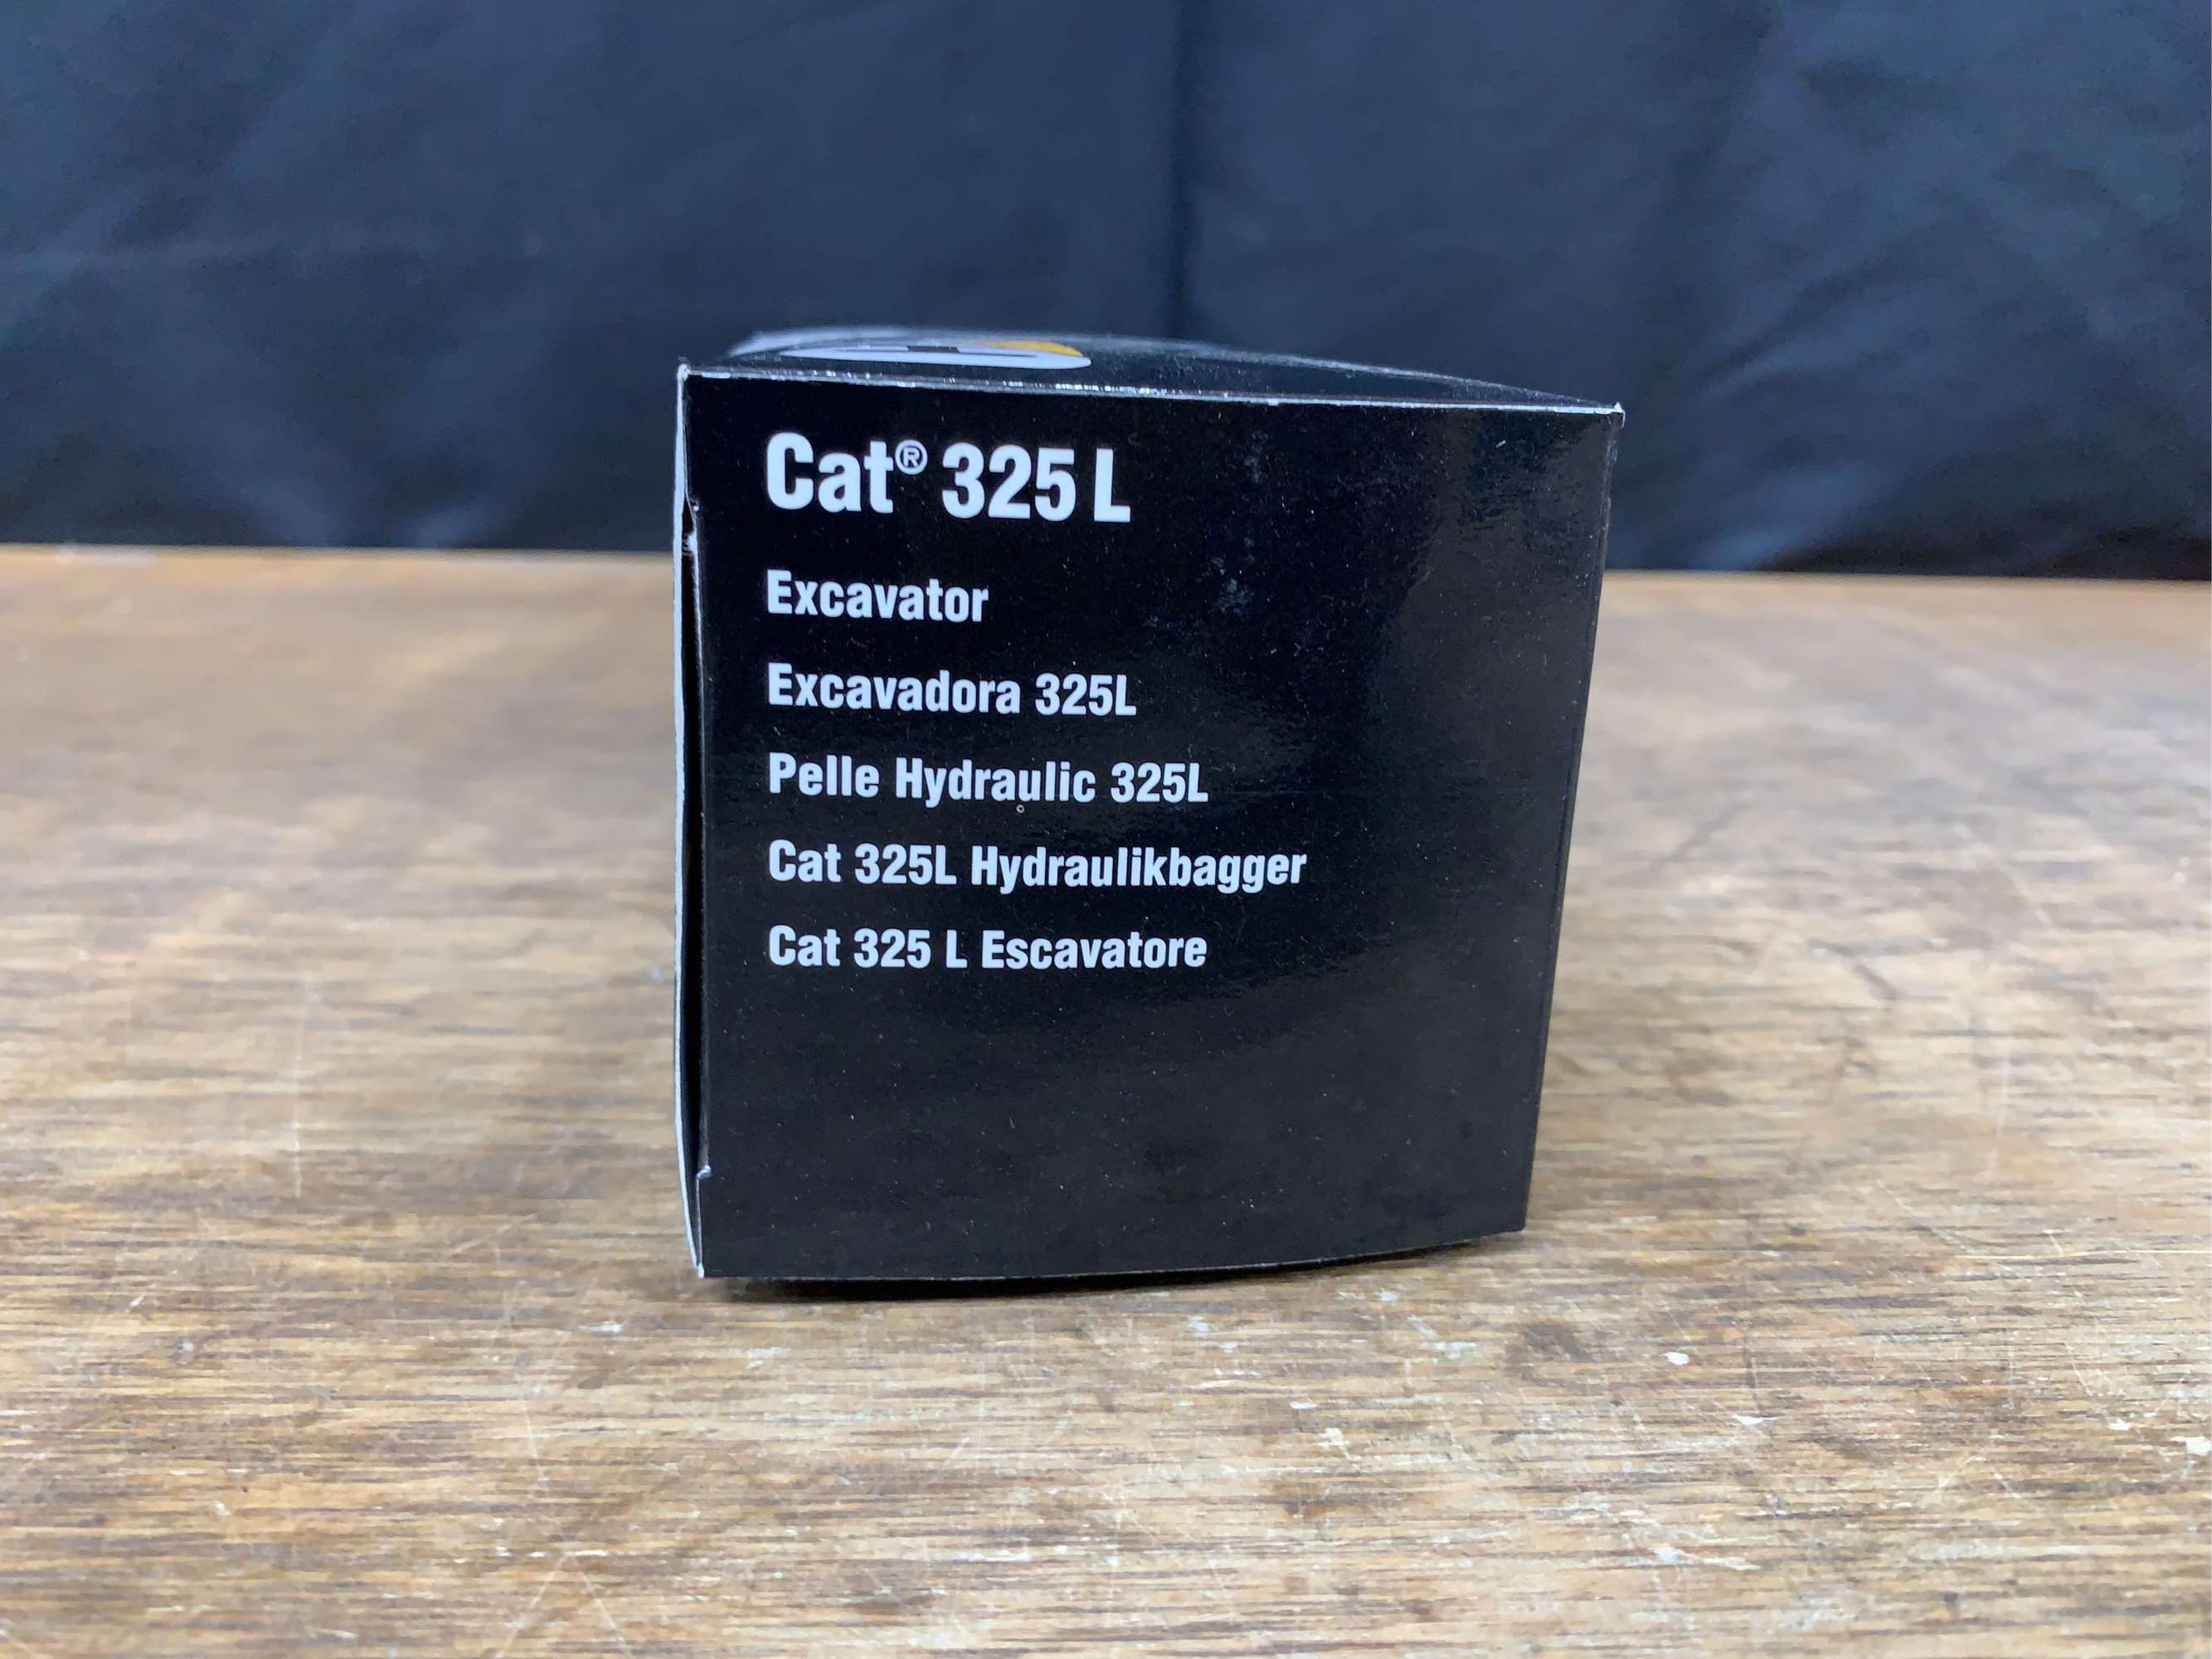 Cat® 325 L
Excavator
Excavadora 325L
Pelle Hydraulic 325L
Cat 325L Hydraulikbagger
Cat 325 L Escavatore